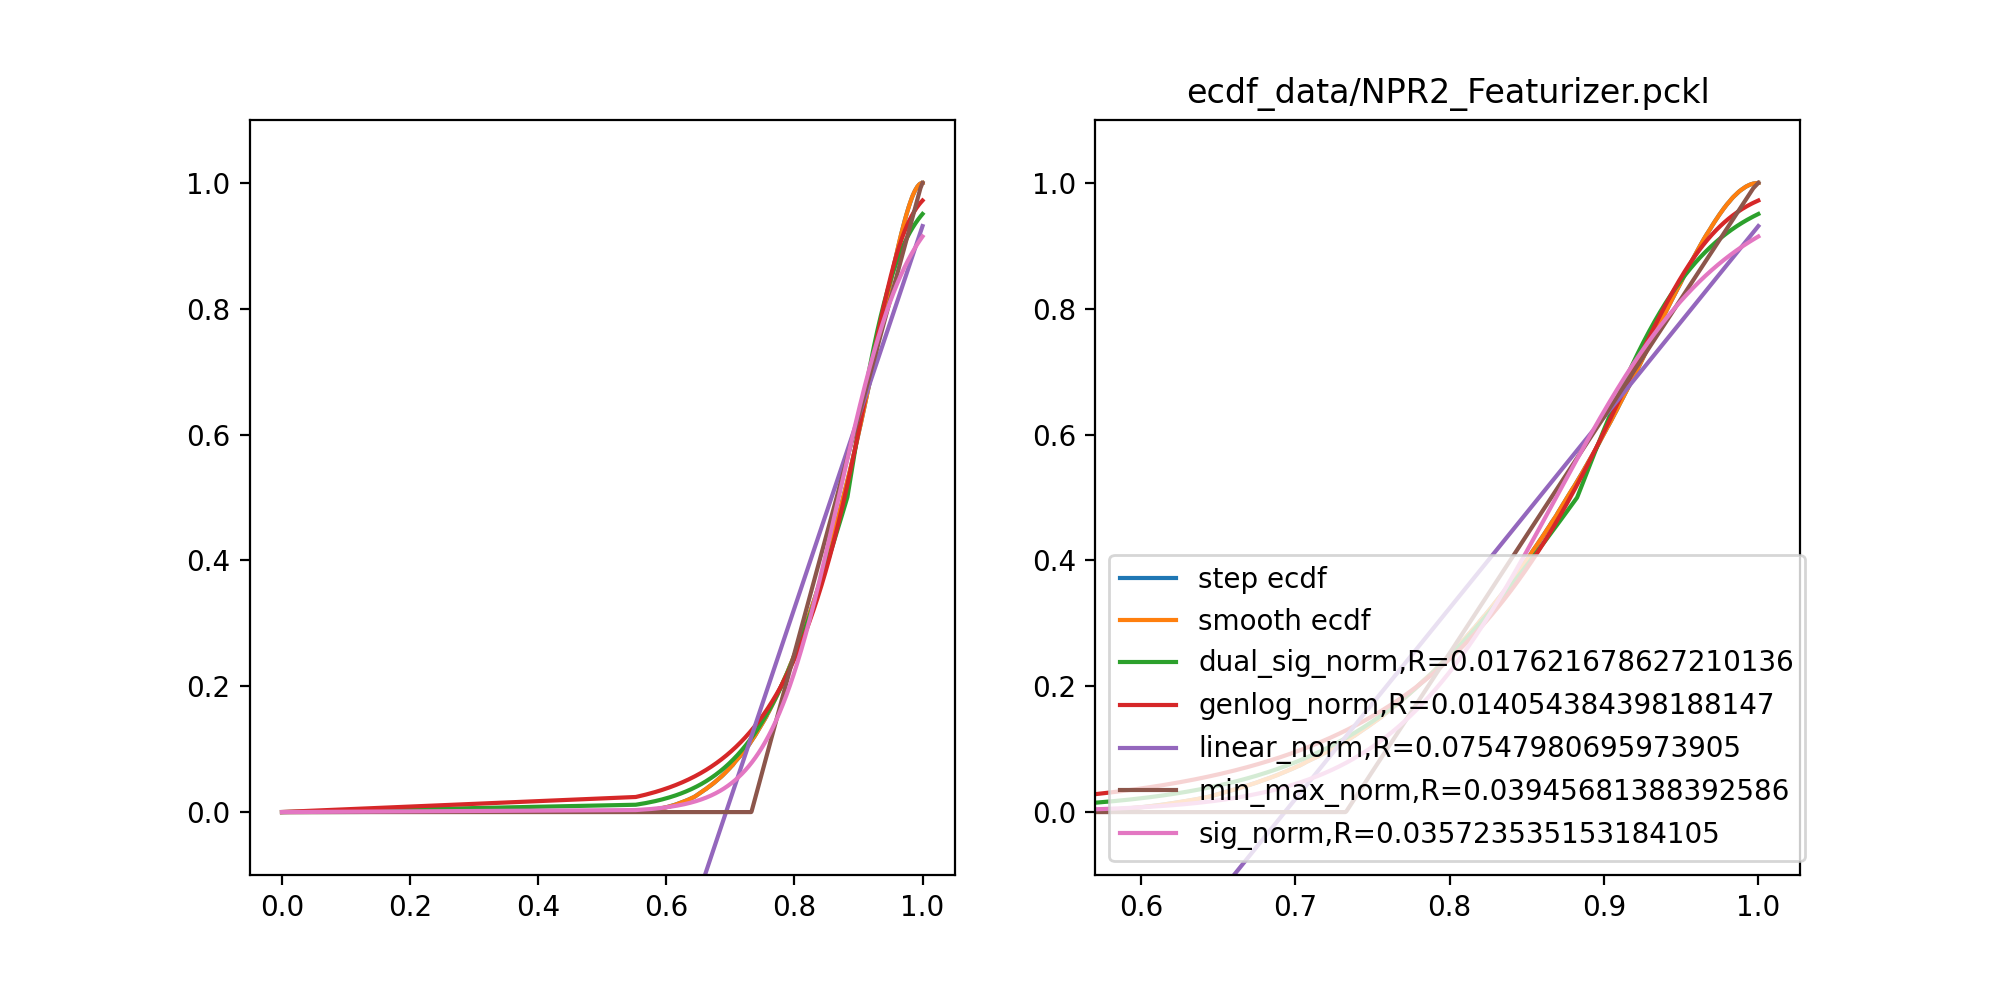 ecdf_data/NPR2_Featurizer.pckl
1.0
0.8
0.6
0.4
0.2
0.0
0.0 0.2 0.4 0.6 0.8 1.0
1.0
0.8
0.6
0.4
0.2
0.0
step ecdf
smooth ecdf
dual_sig_norm,R=0.017621678627210136
genlog_norm,R=0.014054384398188147
linear_norm,R=0.07547980695973905
min_max_norm,R=0.03945681388392586
sig_norm,R=0.035723535153184105
0.6 0.7 0.8 0.9 1.0